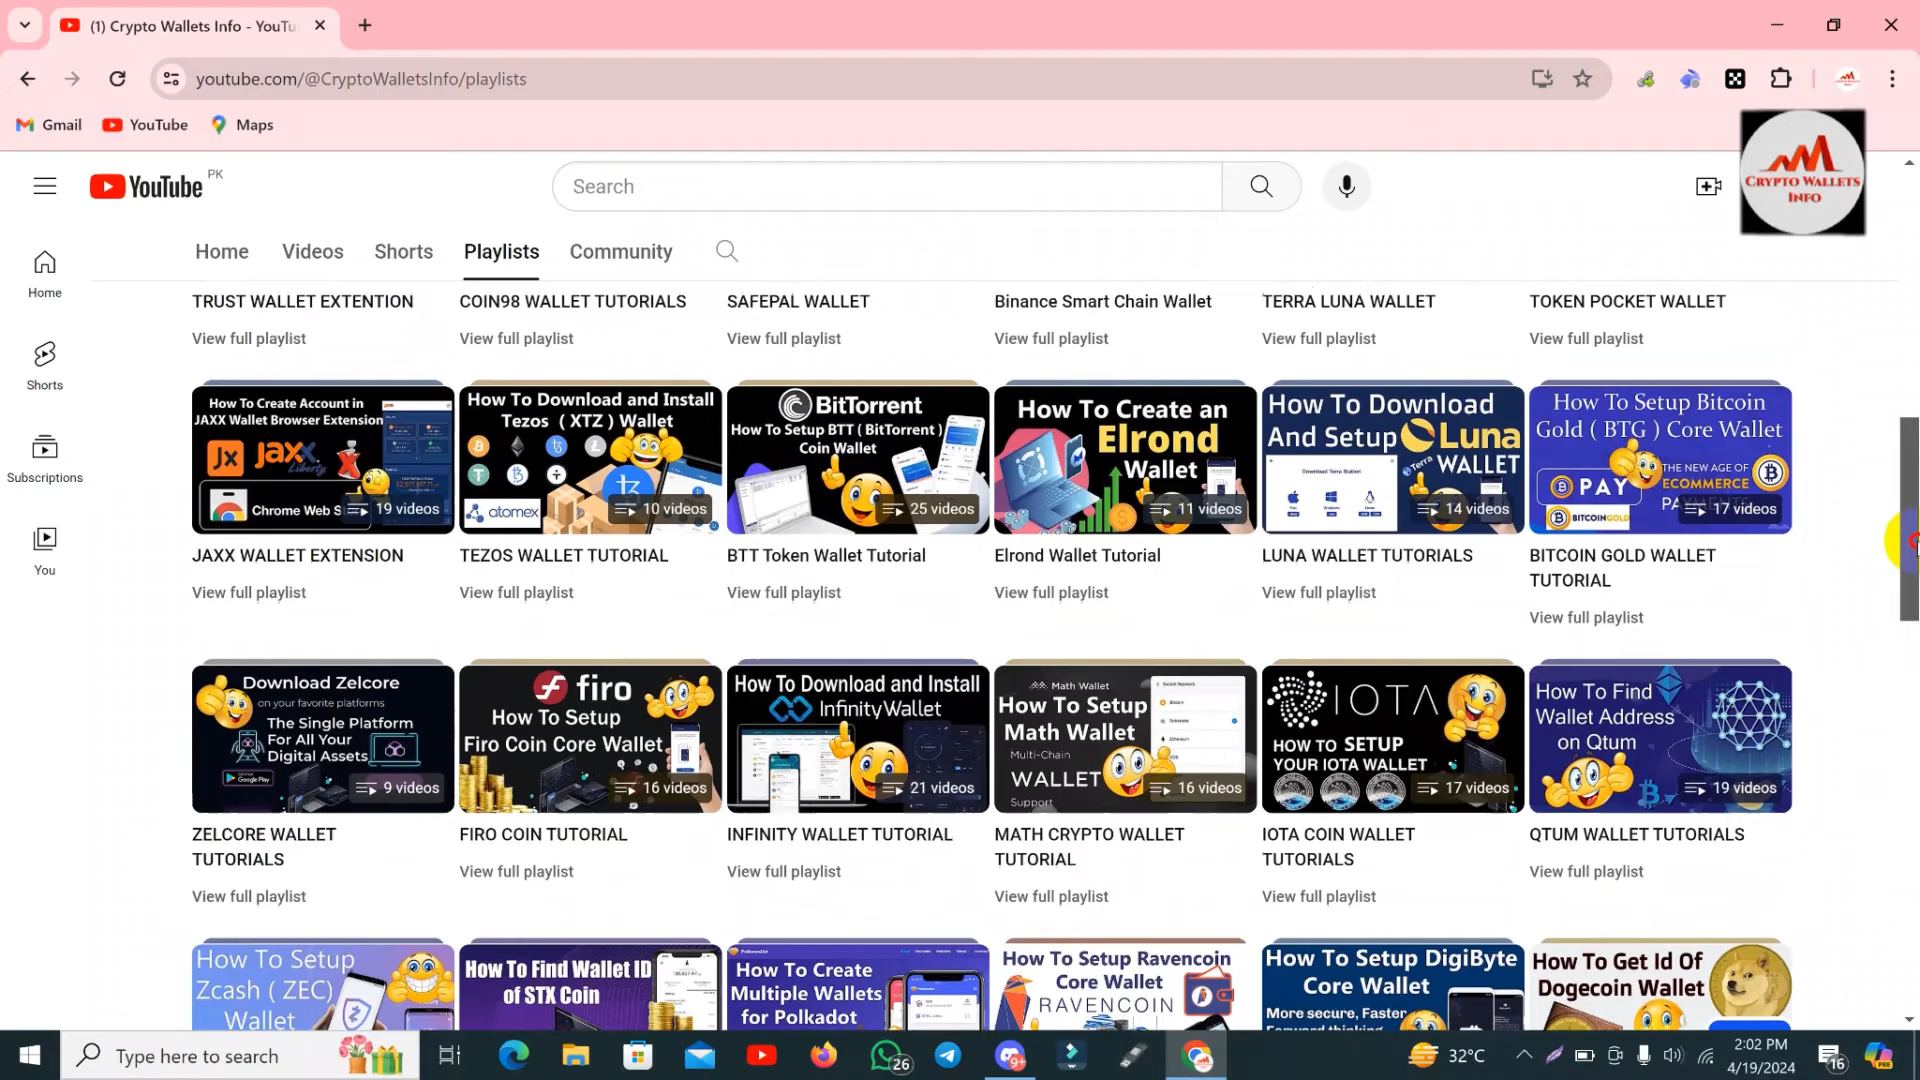 (1) Crypto Wallets Info - YouTu
youtube.com/@CryptoWalletsInfo/playlists
Gmail YouTube Maps
YouTube PK
Search
CRYPTO WALLETS
INFO
Home Videos Shorts Playlists Community
Home
Shorts
Subscriptions
You
TRUST WALLET EXTENTION COIN98 WALLET TUTORIALS SAFEPAL WALLET Binance Smart Chain Wallet TERRA LUNA WALLET TOKEN POCKET WALLET
View full playlist View full playlist View full playlist View full playlist View full playlist View full playlist
How To Create Account in
JAXX Wallet Browser Extension
Jx JAXX
Liberty
Chrome Web S
19 videos
JAXX WALLET EXTENSION
View full playlist
How To Download and Install
Tezos ( XTZ ) Wallet
atomex
10 videos
TEZOS WALLET TUTORIAL
View full playlist
BitTorrent
How To Setup BTT ( BitTorrent )
Coin Wallet
25 videos
BTT Token Wallet Tutorial
View full playlist
How To Create an
Elrond
Wallet
11 videos
Elrond Wallet Tutorial
View full playlist
How To Download
And Setup Luna
Terra WALLET
Download Terra Station
14 videos
LUNA WALLET TUTORIALS
View full playlist
How To Setup Bitcoin
Gold ( BTG ) Core Wallet
THE NEW AGE OF
ECOMMERCE
PAY
BITCOINGOLD
17 videos
BITCOIN GOLD WALLET
TUTORIAL
View full playlist
Download Zelcore
on your favorite platforms
The Single Platform
For All Your
Digital Assets
Google Play
9 videos
ZELCORE WALLET
TUTORIALS
View full playlist
firo
How To Setup
Firo Coin Core Wallet
16 videos
FIRO COIN TUTORIAL
View full playlist
How To Download and Install
InfinityWallet
21 videos
INFINITY WALLET TUTORIAL
View full playlist
Math Wallet
How To Setup
Math Wallet
Multi-Chain
WALLET
Support
Switch Network
Bitcoin
Ethereum
16 videos
MATH CRYPTO WALLET
TUTORIAL
View full playlist
IOTA
HOW TO SETUP
YOUR IOTA WALLET
17 videos
IOTA COIN WALLET
TUTORIALS
View full playlist
How To Find
Wallet Address
on Qtum
19 videos
QTUM WALLET TUTORIALS
View full playlist
How To Setup
Zcash ( ZEC )
Wallet
How To Find Wallet ID
of STX Coin
How To Create
Multiple Wallets
for Polkadot
How To Setup Ravencoin
Core Wallet
RAVENCOIN
How To Setup DigiByte
Core Wallet
More secure, Faster
Forward thinking
How To Get Id Of
Dogecoin Wallet
Type here to search
26
9+
32°C
2:02 PM
4/19/2024
16
PRE